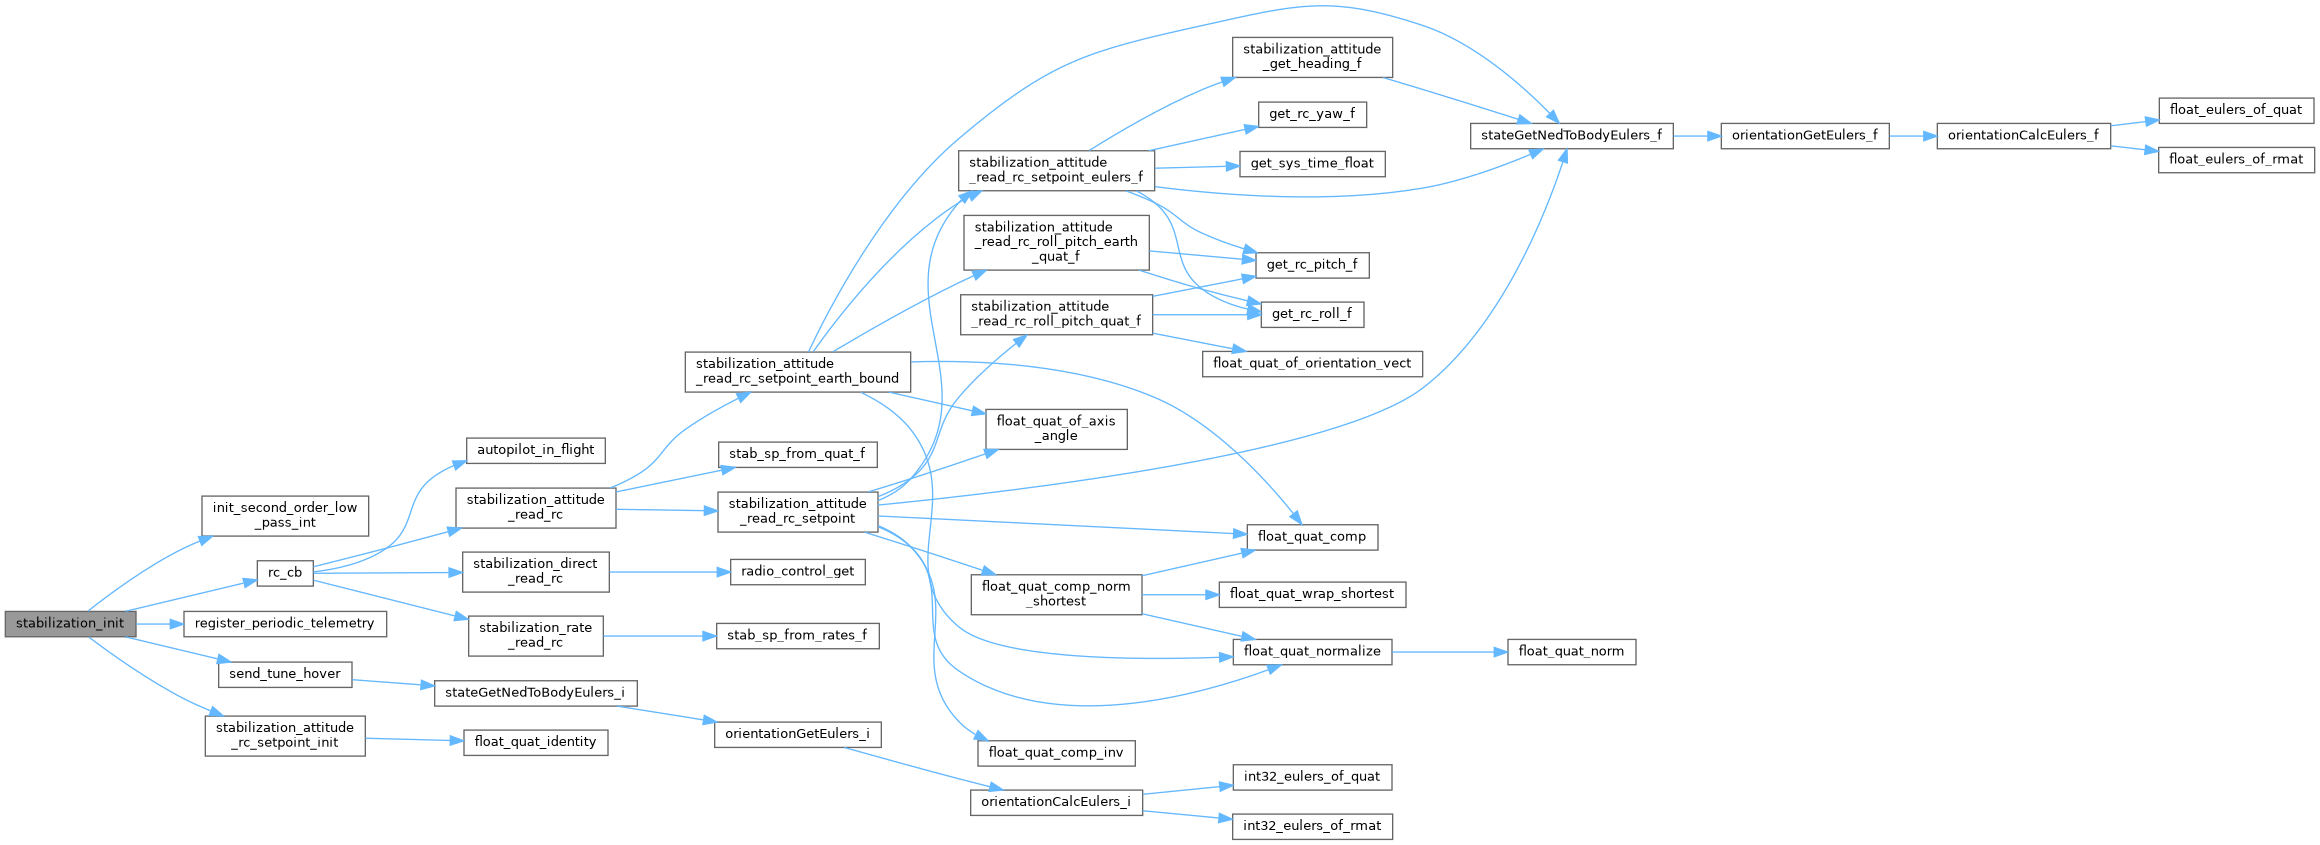 stabilization_init
init_second_order_low
_pass_int
rc_cb
register_periodic_telemetry
send_tune_hover
stabilization_attitude
_rc_setpoint_init
autopilot_in_flight
stabilization_attitude
_read_rc
stabilization_direct
_read_rc
stabilization_rate
_read_rc
stateGetNedToBodyEulers_i
float_quat_identity
stabilization_attitude
_read_rc_setpoint_earth_bound
stab_sp_from_quat_f
stabilization_attitude
_read_rc_setpoint
radio_control_get
stab_sp_from_rates_f
orientationGetEulers_i
stabilization_attitude
_read_rc_setpoint_eulers_f
stabilization_attitude
_read_rc_roll_pitch_earth
_quat_f
stabilization_attitude
_read_rc_roll_pitch_quat_f
float_quat_of_axis
_angle
float_quat_comp_norm
_shortest
float_quat_comp_inv
orientationCalcEulers_i
stabilization_attitude
_get_heading_f
get_rc_yaw_f
get_sys_time_float
get_rc_pitch_f
get_rc_roll_f
float_quat_of_orientation_vect
float_quat_comp
float_quat_wrap_shortest
float_quat_normalize
int32_eulers_of_quat
int32_eulers_of_rmat
stateGetNedToBodyEulers_f
float_quat_norm
orientationGetEulers_f
orientationCalcEulers_f
float_eulers_of_quat
float_eulers_of_rmat